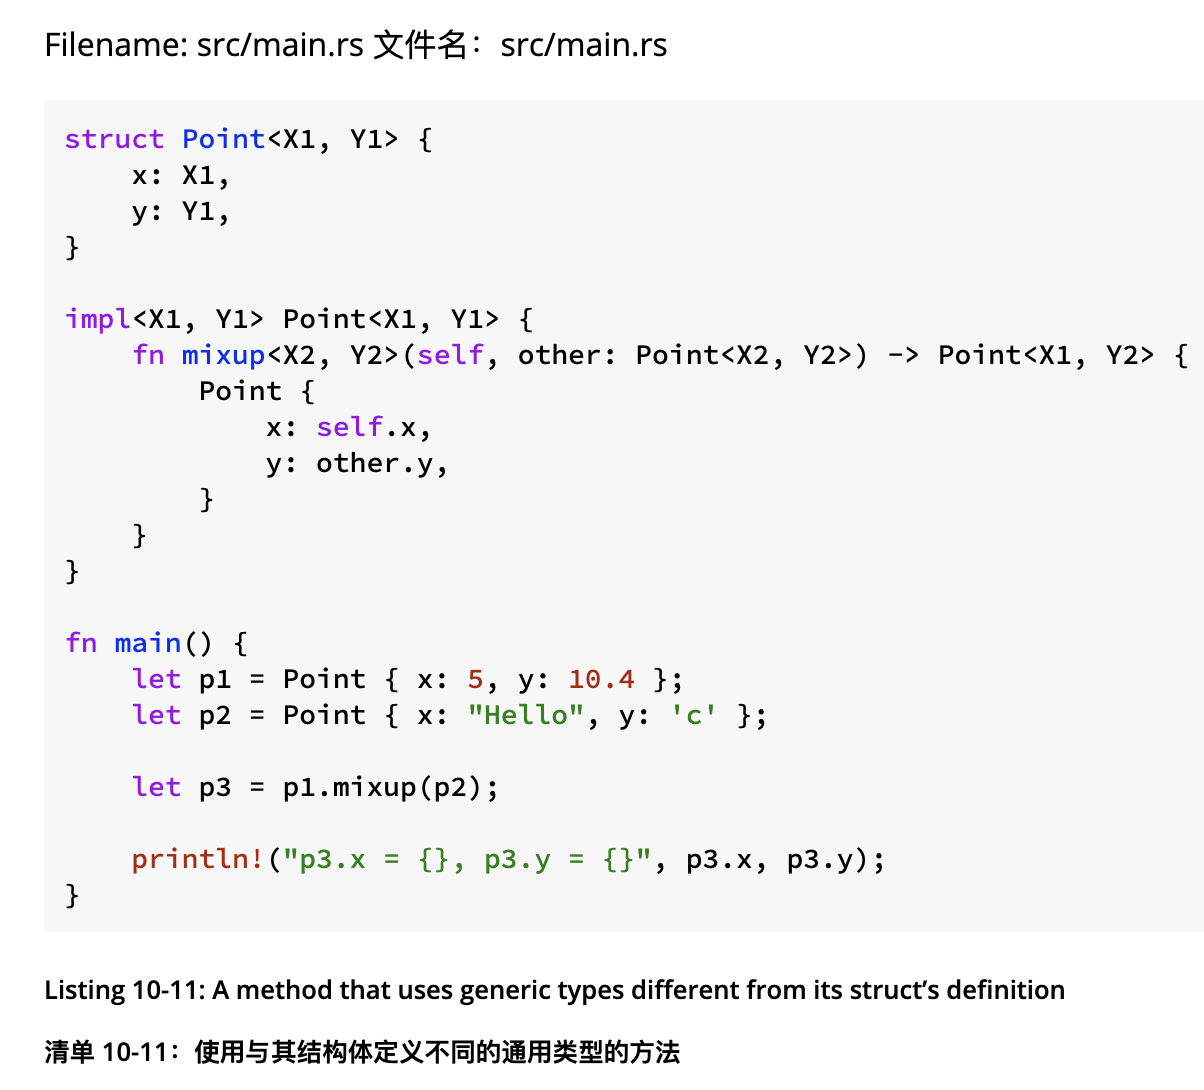 Filename: src/main.rs 文件名：src/main.rs
struct Point<X1, Y1> {
    x: X1,
    y: Y1,
}
impl<X1, Y1> Point<X1, Y1> {
    fn mixup<X2, Y2>(self, other: Point<X2, Y2>) -> Point<X1, Y2> {
        Point {
            x: self.x,
            y: other.y,
        }
    }
}
fn main() {
    let p1 = Point { x: 5, y: 10.4 };
    let p2 = Point { x: "Hello", y: 'c' };
    let p3 = p1.mixup(p2);
    println!("p3.x = {}, p3.y = {}", p3.x, p3.y);
}
Listing 10-11: A method that uses generic types different from its struct’s definition
清单 10-11：使用与其结构体定义不同的通用类型的方法